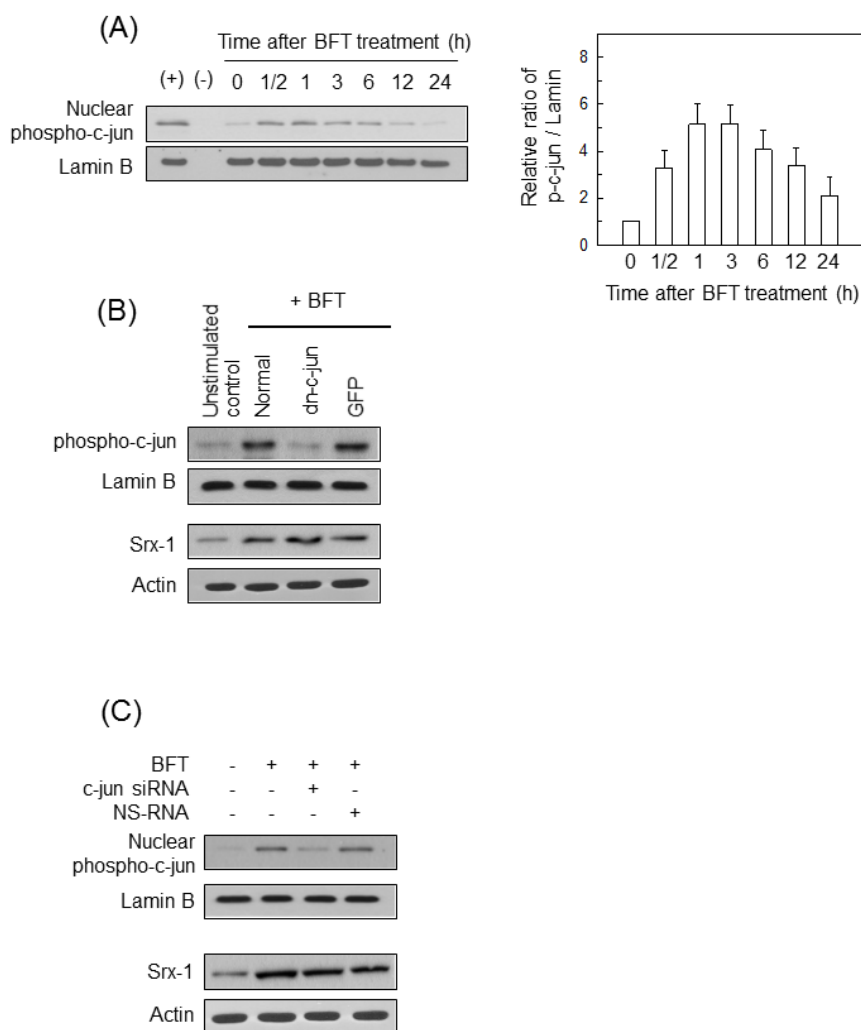 (A)
Time after BFT treatment (h)
(+) (-) 0 1/2 1 3 6 12 24
Nuclear
phospho-c-jun
Lamin B
Relative ratio of
p-c-jun / Lamin
8
6
4
2
0
0 1/2 1 3 6 12 24
Time after BFT treatment (h)
(B)
+ BFT
Unstimulated
control
Normal
dn-c-jun
GFP
phospho-c-jun
Lamin B
Srx-1
Actin
(C)
BFT - + + +
c-jun siRNA - - + -
NS-RNA - - - +
Nuclear
phospho-c-jun
Lamin B
Srx-1
Actin